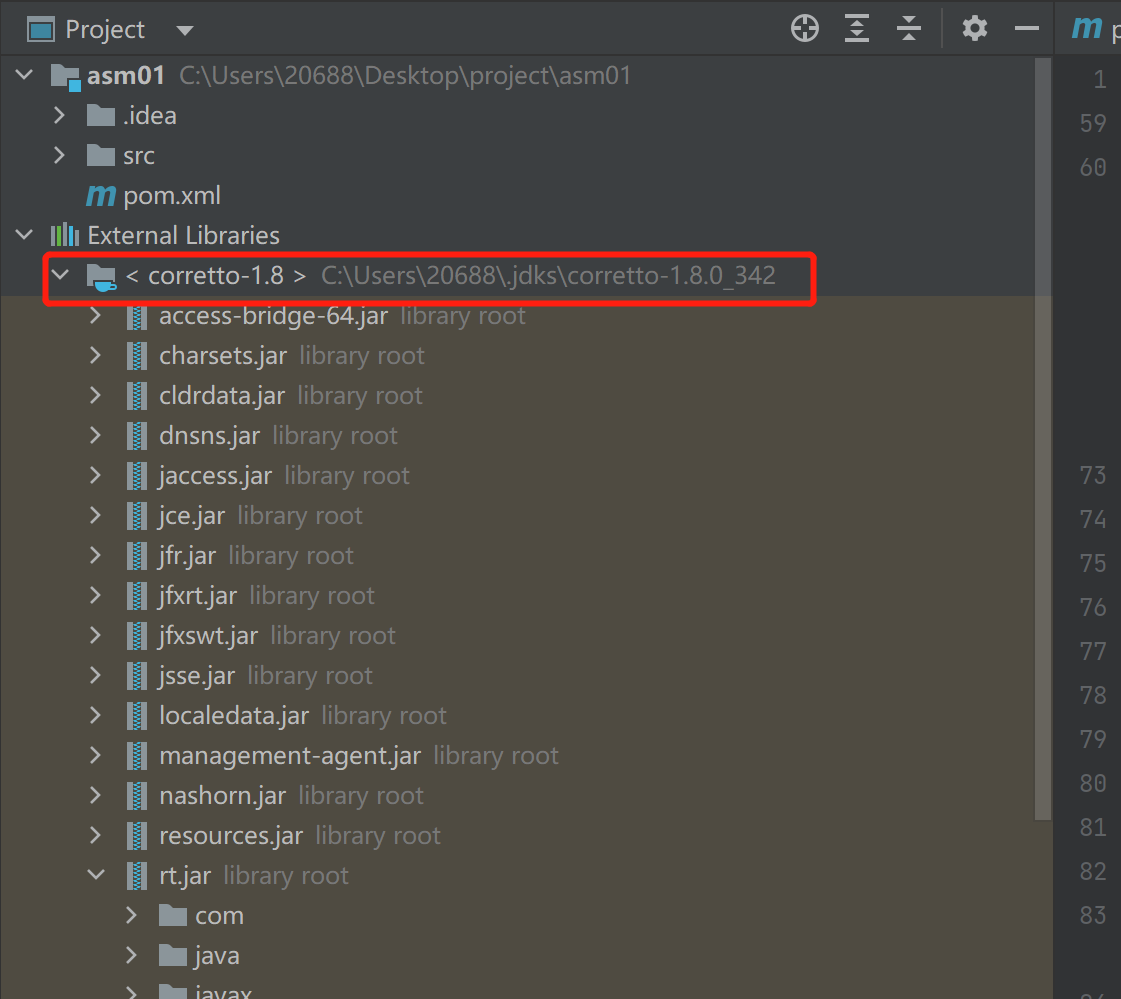 Project
m p
asm01 C:\Users\20688\Desktop\project\asm01
1
.idea
59
src
60
m pom.xml
External Libraries
< corretto-1.8 > C:\Users\20688\.jdks\corretto-1.8.0_342
access-bridge-64.jar library root
charsets.jar library root
cldrdata.jar library root
dnsns.jar library root
jaccess.jar library root
73
jce.jar library root
74
jfr.jar library root
75
jfxrt.jar library root
76
jfxswt.jar library root
77
jsse.jar library root
78
localedata.jar library root
79
management-agent.jar library root
80
nashorn.jar library root
81
resources.jar library root
82
rt.jar library root
83
com
java
javax